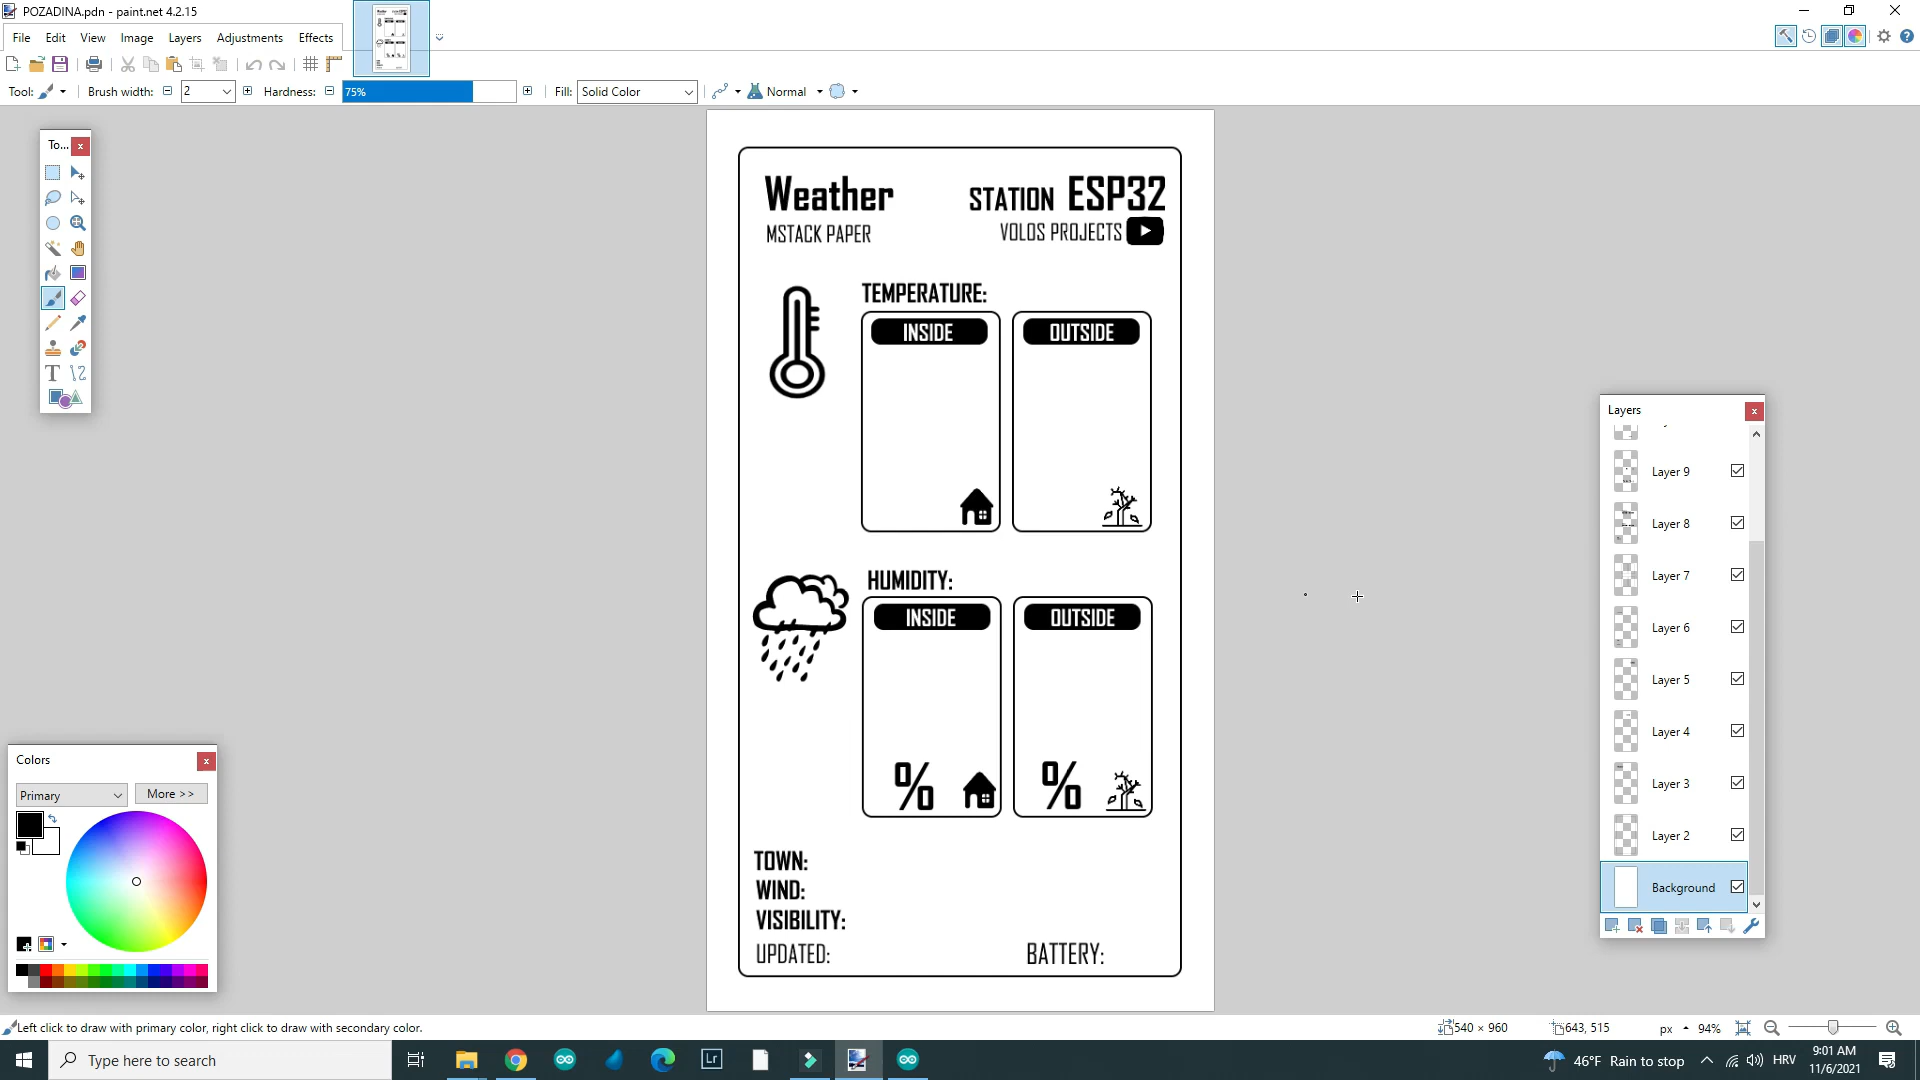 POZADINA.pdn - paint.net 4.2.15
File Edit View Image Layers Adjustments Effects
Tool: Brush width: 2 Hardness: 75% Fill: Solid Color Normal
To...
Weather STATION ESP32
M5TACK PAPER VOLOS PROJECTS
TEMPERATURE:
INSIDE OUTSIDE
HUMIDITY:
INSIDE OUTSIDE
% %
TOWN:
WIND:
VISIBILITY:
UPDATED: BATTERY:
Layers
Layer 9
Layer 8
Layer 7
Layer 6
Layer 5
Layer 4
Layer 3
Layer 2
Background
Colors
Primary More >>
Left click to draw with primary color, right click to draw with secondary color.
540 × 960 643, 515 px 94%
Type here to search
Lr
46°F Rain to stop HRV
9:01 AM
11/6/2021